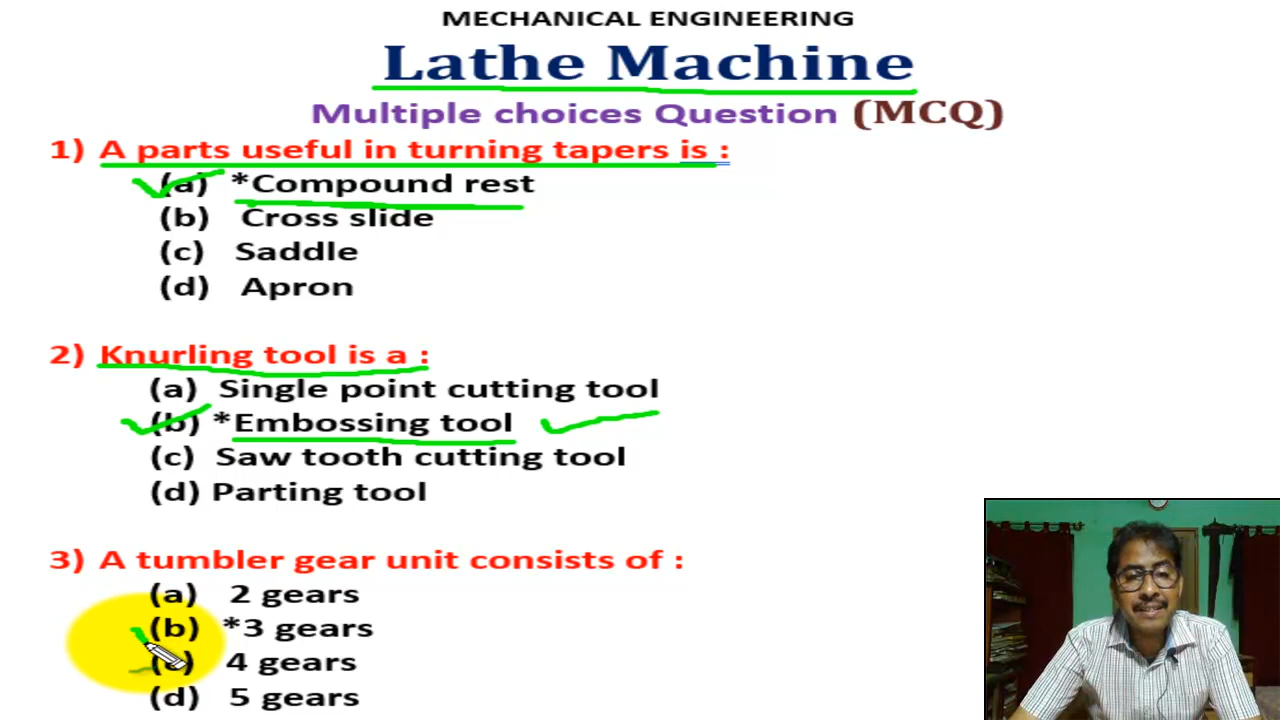 MECHANICAL ENGINEERING
Lathe Machine
Multiple choices Question (MCQ)
1) A parts useful in turning tapers is :
(a) *Compound rest
(b) Cross slide
(c) Saddle
(d) Apron
2) Knurling tool is a :
(a) Single point cutting tool
(b) *Embossing tool
(c) Saw tooth cutting tool
(d) Parting tool
3) A tumbler gear unit consists of :
(a) 2 gears
(b) *3 gears
(c) 4 gears
(d) 5 gears